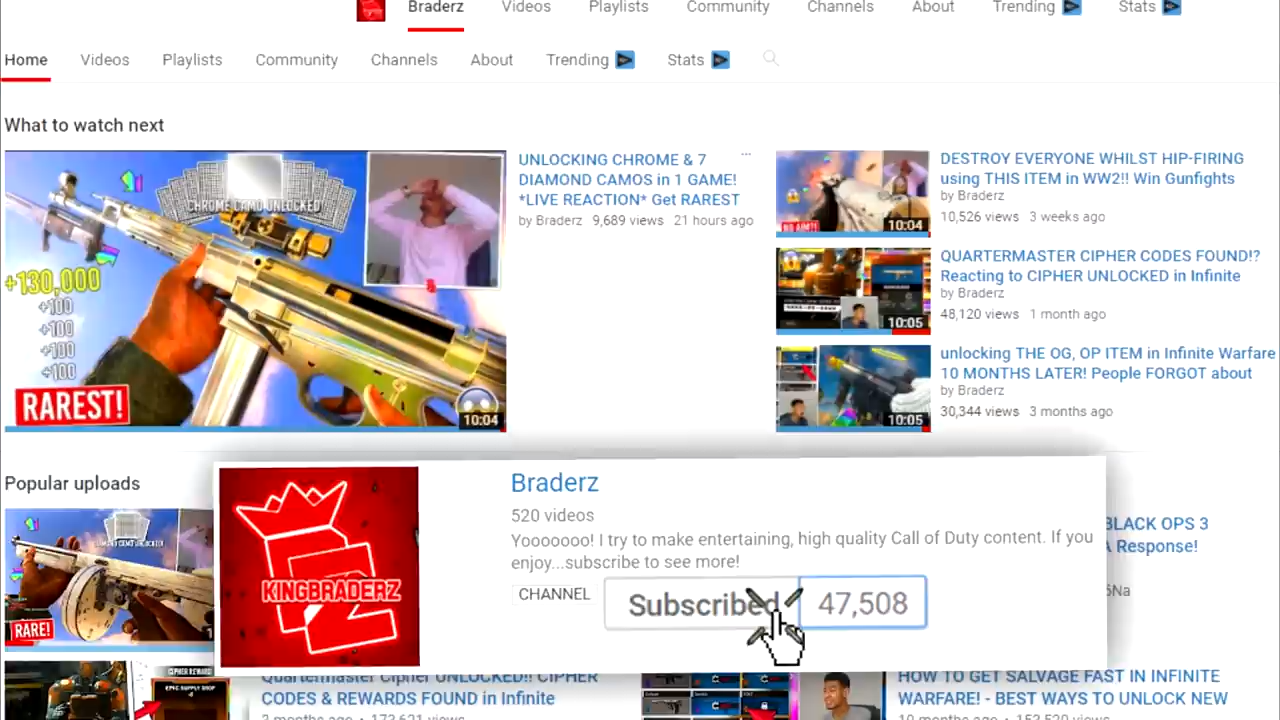 Braderz Videos Playlists Community Channels About Trending Stats
Home Videos Playlists Community Channels About Trending Stats
What to watch next
CHROME CAMO UNLOCKED!
+130,000
+100
+100
+100
+100
RAREST!
10:04
UNLOCKING CHROME & 7
DIAMOND CAMOS in 1 GAME!
*LIVE REACTION* Get RAREST
by Braderz 9,689 views 21 hours ago
10:04
DESTROY EVERYONE WHILST HIP-FIRING
using THIS ITEM in WW2!! Win Gunfights
by Braderz
10,526 views 3 weeks ago
10:05
QUARTERMASTER CIPHER CODES FOUND!?
Reacting to CIPHER UNLOCKED in Infinite
by Braderz
48,120 views 1 month ago
10:05
unlocking THE OG, OP ITEM in Infinite Warfare
10 MONTHS LATER! People FORGOT about
by Braderz
30,344 views 3 months ago
Popular uploads
RARE!
KINGBRADERZ
Braderz
520 videos
Yooooooo! I try to make entertaining, high quality Call of Duty content. If you
enjoy...subscribe to see more!
CHANNEL
Subscribed 47,508
BLACK OPS 3
Response!
EPIC SUPPLY DROP
Quartermaster Cipher UNLOCKED!! CIPHER
CODES & REWARDS FOUND in Infinite
HOW TO GET SALVAGE FAST IN INFINITE
WARFARE! - BEST WAYS TO UNLOCK NEW